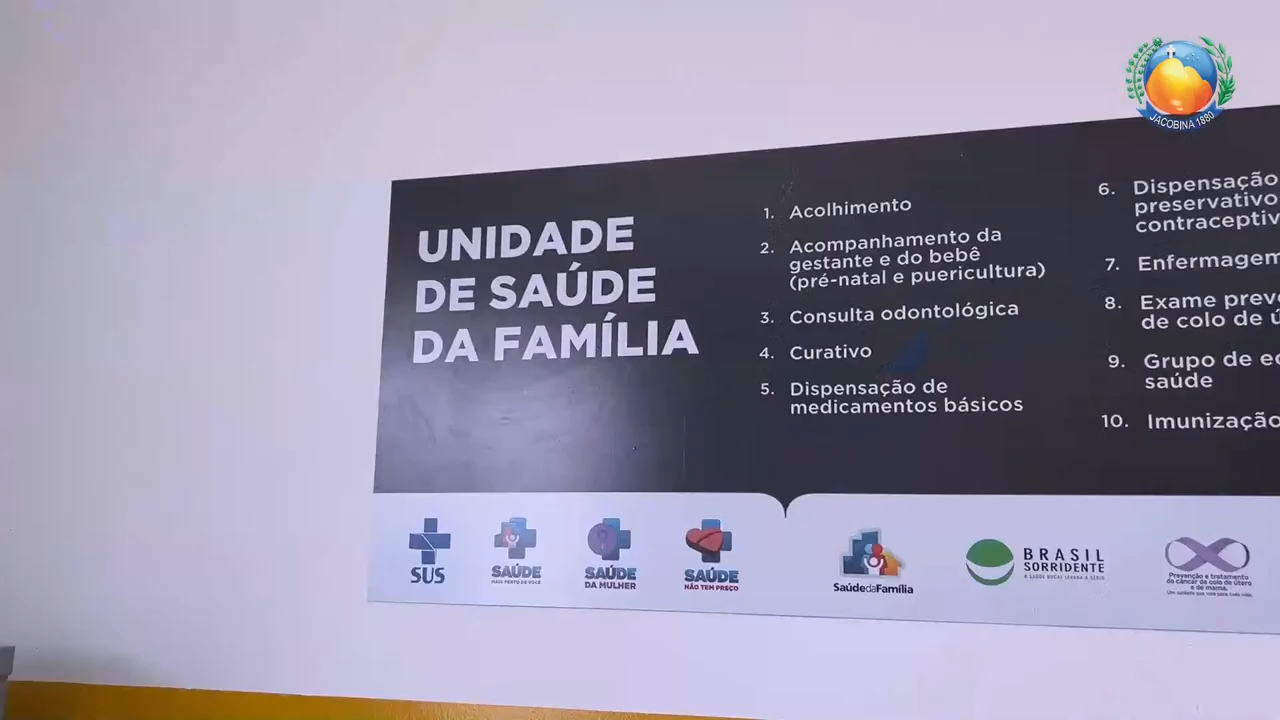 JACOBINA 1880
UNIDADE
DE SAÚDE
DA FAMÍLIA
1. Acolhimento
2. Acompanhamento da
gestante e do bebê
(pré-natal e puericultura)
3. Consulta odontológica
4. Curativo
5. Dispensação de
medicamentos básicos
6. Dispensação
preservativo
contraceptiv
7. Enfermagem
8. Exame prev
de colo de ú
9. Grupo de e
saúde
10. Imunização
SUS
SAÚDE
MAIS PERTO DE VOCÊ
SAÚDE
DA MULHER
SAÚDE
NÃO TEM PREÇO
SaúdedaFamília
BRASIL
SORRIDENTE
A SAÚDE BUCAL LEVADA A SÉRIO
Prevenção e tratamento
do câncer de colo de útero
e de mama.
Um cuidado que vale para toda vida.